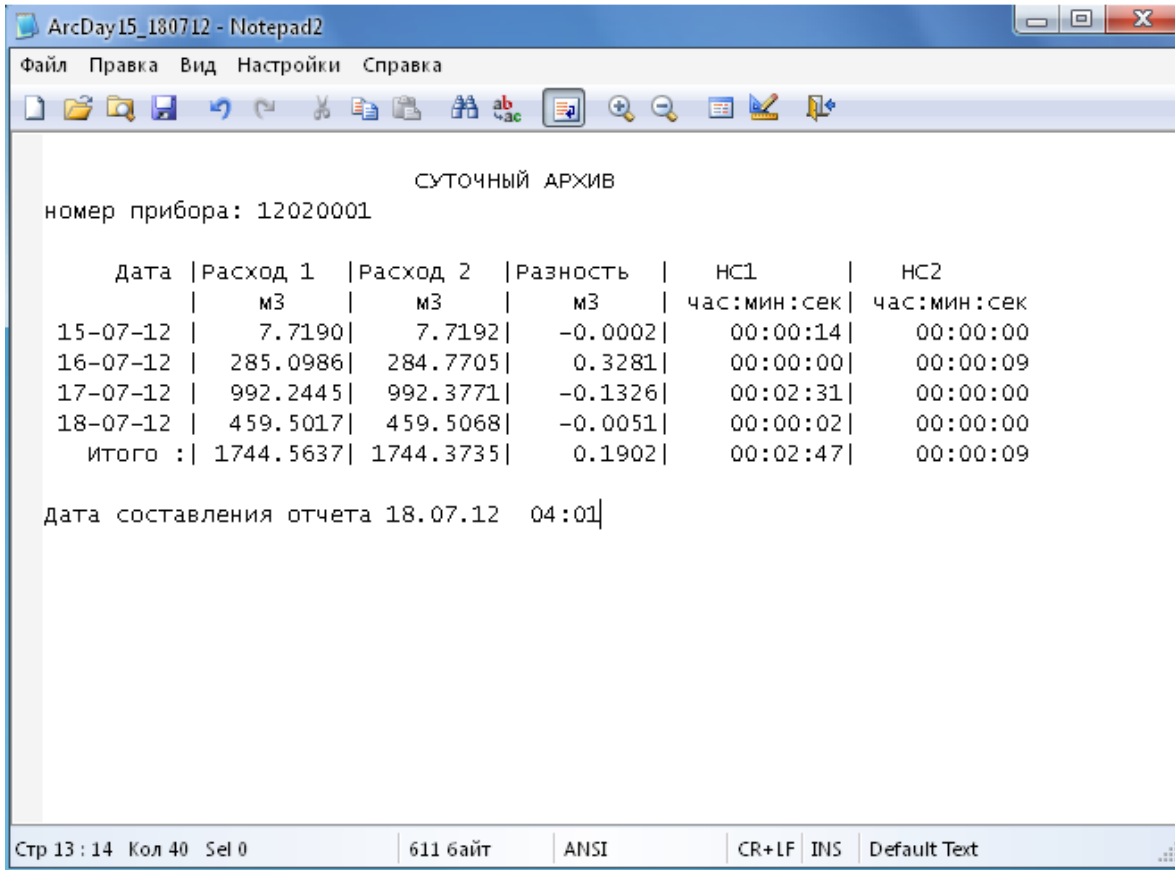 ArcDay15_180712 - Notepad2
Файл Правка Вид Настройки Справка
СУТОЧНЫЙ АРХИВ
номер прибора: 12020001
Дата |Расход 1 |Расход 2 |Разность | НС1 | НС2
| м3 | м3 | м3 | час:мин:сек| час:мин:сек
15-07-12 | 7.7190| 7.7192| -0.0002| 00:00:14| 00:00:00
16-07-12 | 285.0986| 284.7705| 0.3281| 00:00:00| 00:00:09
17-07-12 | 992.2445| 992.3771| -0.1326| 00:02:31| 00:00:00
18-07-12 | 459.5017| 459.5068| -0.0051| 00:00:02| 00:00:00
Итого :| 1744.5637| 1744.3735| 0.1902| 00:02:47| 00:00:09
Дата составления отчета 18.07.12 04:01
Стр 13 : 14 Кол 40 Sel 0 611 байт ANSI CR+LF INS Default Text